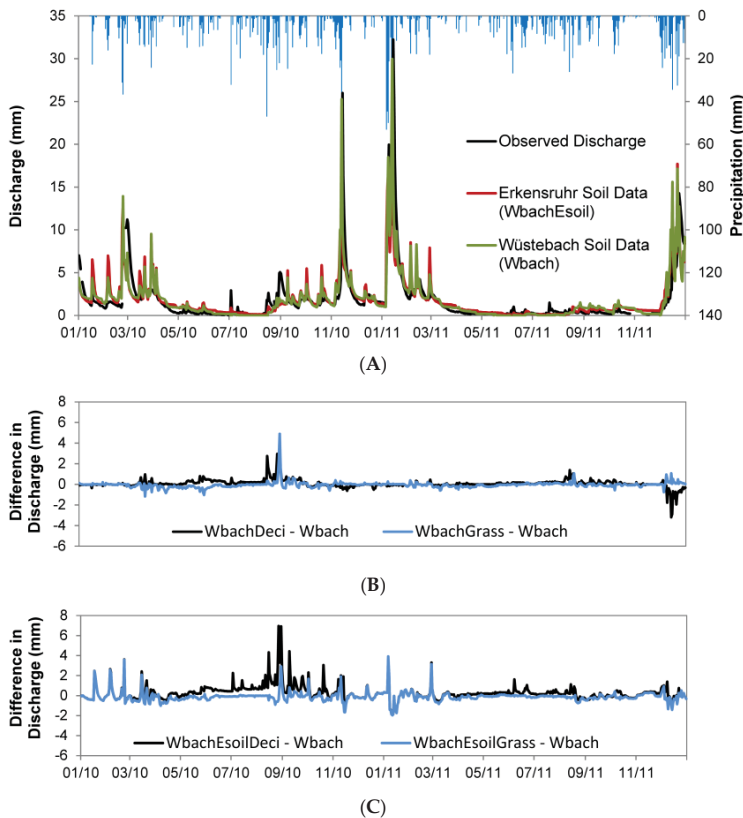 35
30
25
20
15
10
5
0
Discharge (mm)
0
20
40
60
80
100
120
140
Precipitation (mm)
Observed Discharge
Erkensruhr Soil Data
(WbachEsoil)
Wüstebach Soil Data
(Wbach)
01/10 03/10 05/10 07/10 09/10 11/10 01/11 03/11 05/11 07/11 09/11 11/11
(A)
8
6
4
2
0
-2
-4
-6
Difference in
Discharge (mm)
WbachDeci - Wbach
WbachGrass - Wbach
(B)
8
6
4
2
0
-2
-4
-6
Difference in
Discharge (mm)
WbachEsoilDeci - Wbach
WbachEsoilGrass - Wbach
01/10 03/10 05/10 07/10 09/10 11/10 01/11 03/11 05/11 07/11 09/11 11/11
(C)